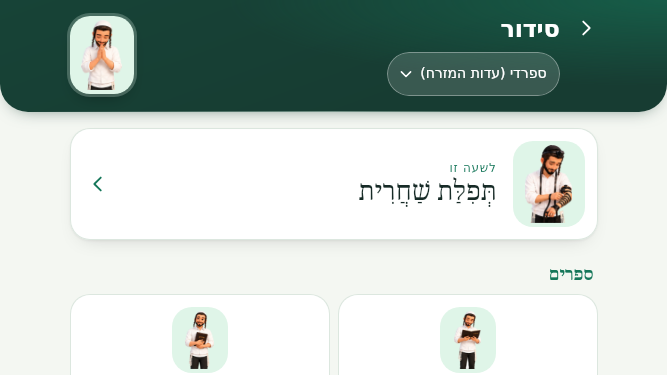 סידור
ספרדי (עדות המזרח)
לשעה זו
תְּפִלַּת שַׁחֲרִית
ספרים